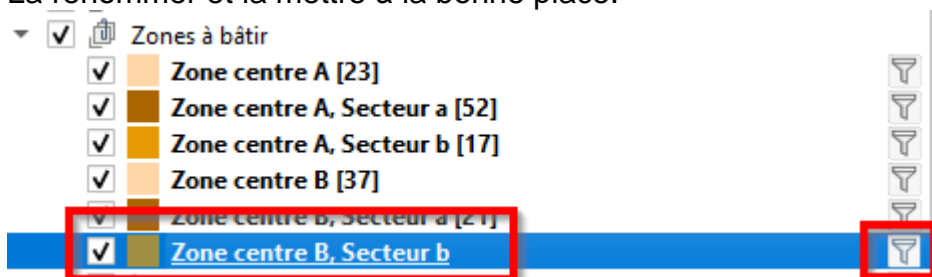 La renommer et la mettre à la bonne place.
Zones à bâtir
Zone centre A [23]
Zone centre A, Secteur a [52]
Zone centre A, Secteur b [17]
Zone centre B [37]
Zone centre B, Secteur a [21]
Zone centre B, Secteur b